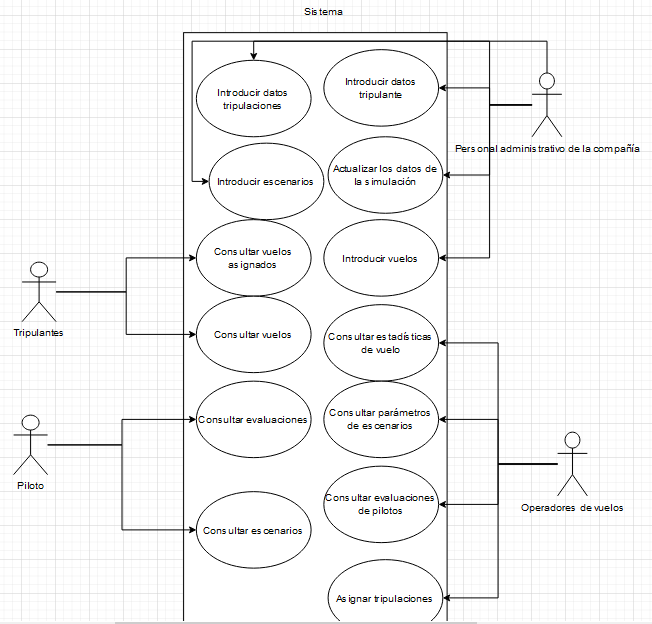 Sistema
Introducir datos
tripulaciones
Introducir datos
tripulante
Personal administrativo de la compañía
Introducir escenarios
Actualizar los datos de
la simulación
Consultar vuelos
asignados
Introducir vuelos
Tripulantes
Consultar vuelos
Consultar estadísticas
de vuelo
Consultar evaluaciones
Consultar parámetros
de escenarios
Piloto
Consultar evaluaciones
de pilotos
Operadores de vuelos
Consultar escenarios
Asignar tripulaciones